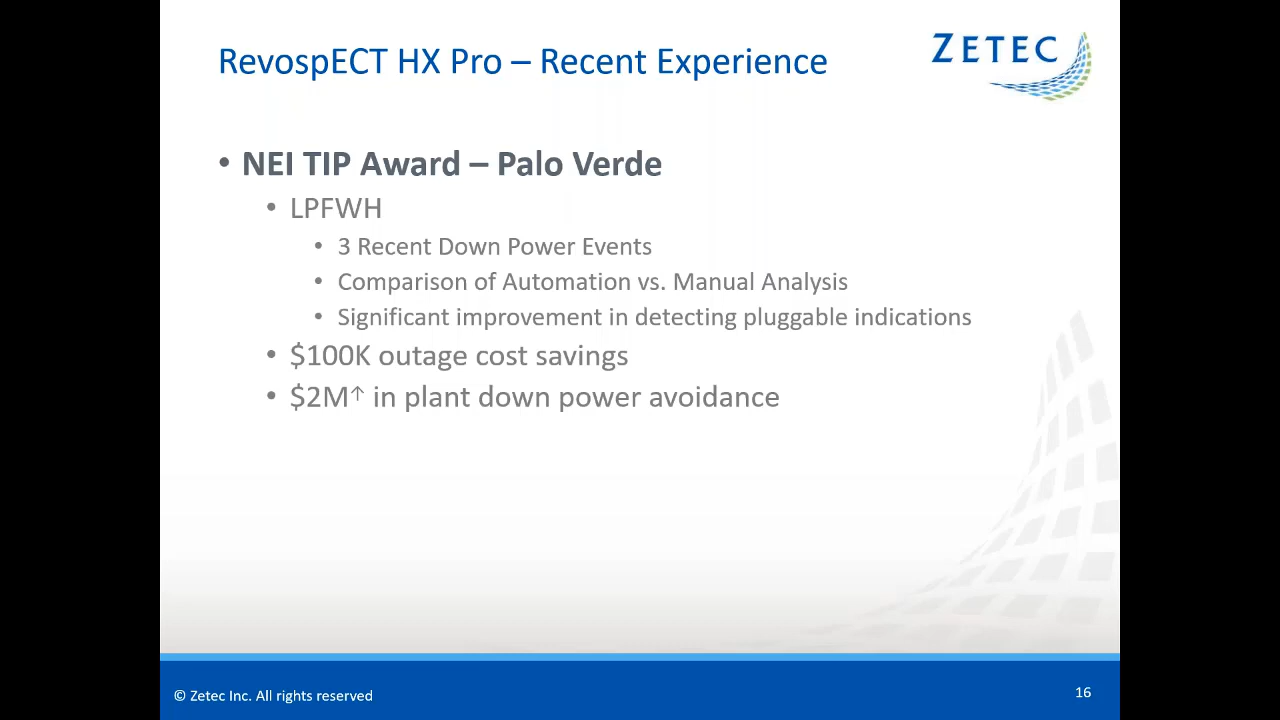 RevospECT HX Pro – Recent Experience
ZETEC
• NEI TIP Award – Palo Verde
• LPFWH
• 3 Recent Down Power Events
• Comparison of Automation vs. Manual Analysis
• Significant improvement in detecting pluggable indications
• $100K outage cost savings
• $2M↑ in plant down power avoidance
© Zetec Inc. All rights reserved
16